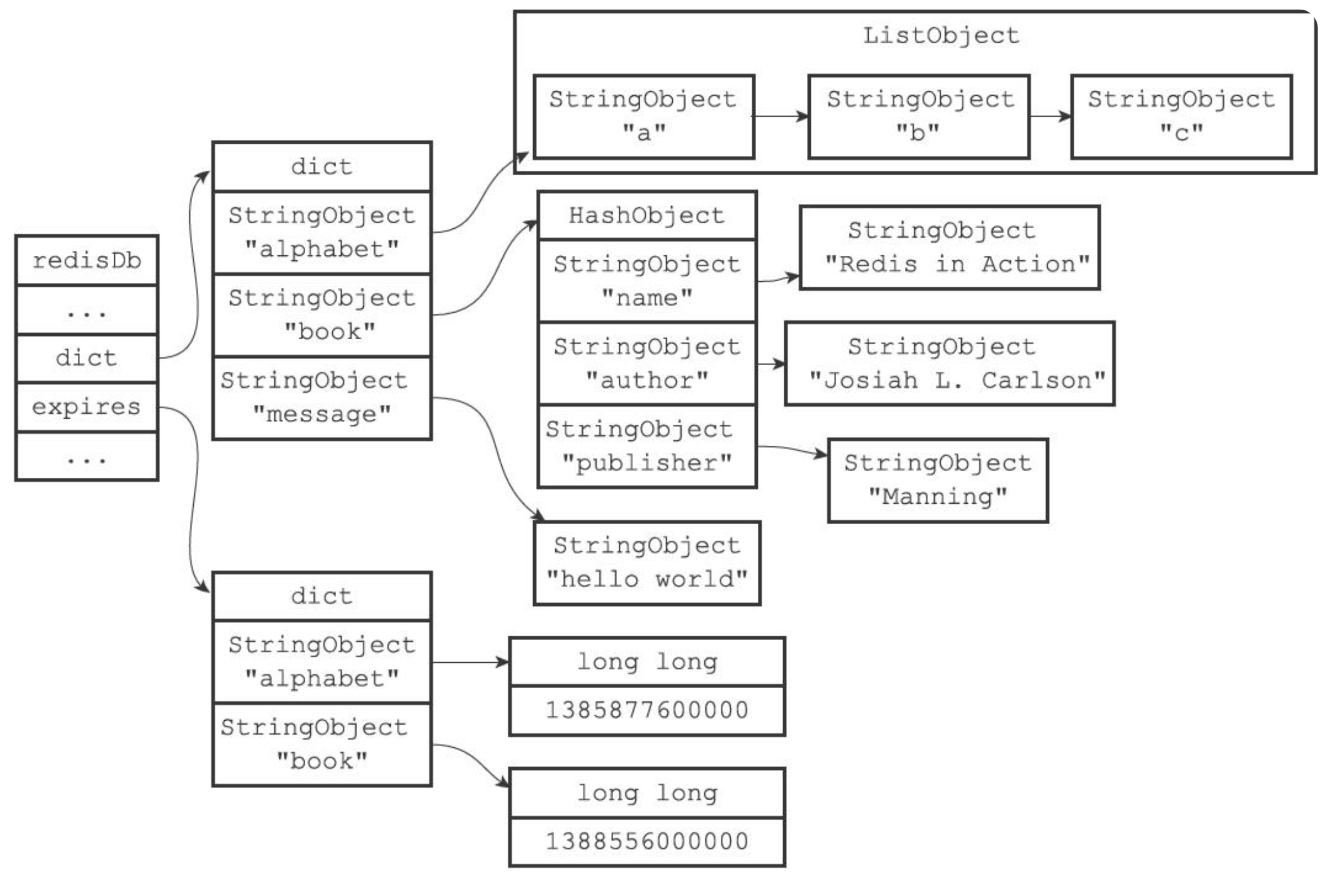 ListObject
StringObject
"a"
StringObject
"b"
StringObject
"c"
redisDb
...
dict
expires
...
dict
StringObject
"alphabet"
StringObject
"book"
StringObject
"message"
HashObject
StringObject
"name"
StringObject
"author"
StringObject
"publisher"
StringObject
"Redis in Action"
StringObject
"Josiah L. Carlson"
StringObject
"Manning"
StringObject
"hello world"
dict
StringObject
"alphabet"
StringObject
"book"
long long
1385877600000
long long
1388556000000